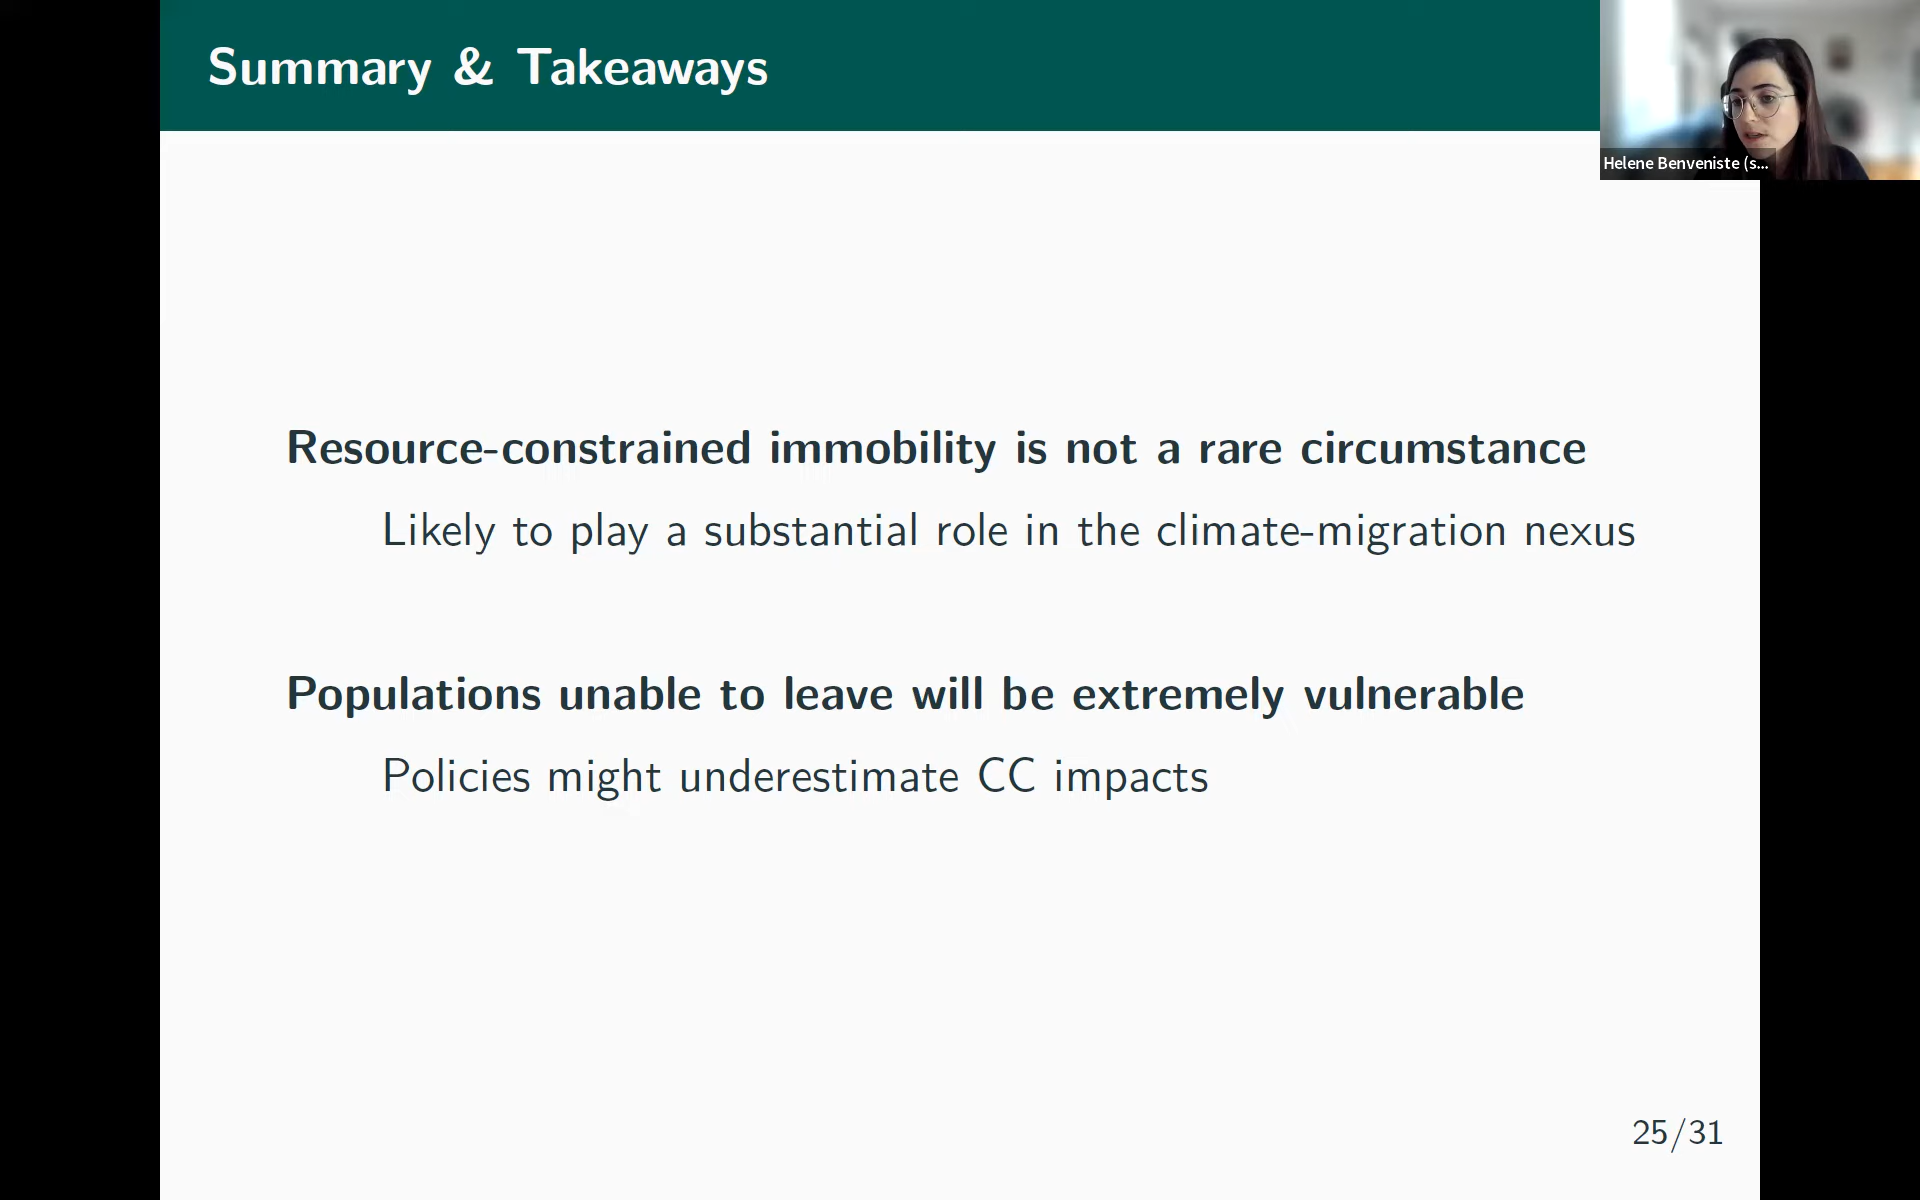 Summary & Takeaways
Helene Benveniste (s...
Resource-constrained immobility is not a rare circumstance
Likely to play a substantial role in the climate-migration nexus
Populations unable to leave will be extremely vulnerable
Policies might underestimate CC impacts
25/31